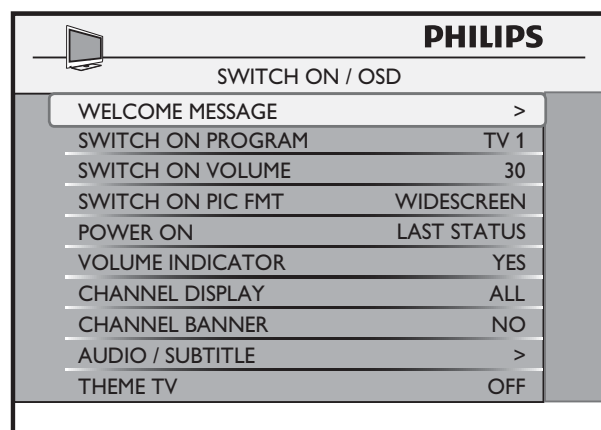 PHILIPS
SWITCH ON / OSD
WELCOME MESSAGE >
SWITCH ON PROGRAM TV 1
SWITCH ON VOLUME 30
SWITCH ON PIC FMT WIDESCREEN
POWER ON LAST STATUS
VOLUME INDICATOR YES
CHANNEL DISPLAY ALL
CHANNEL BANNER NO
AUDIO / SUBTITLE >
THEME TV OFF